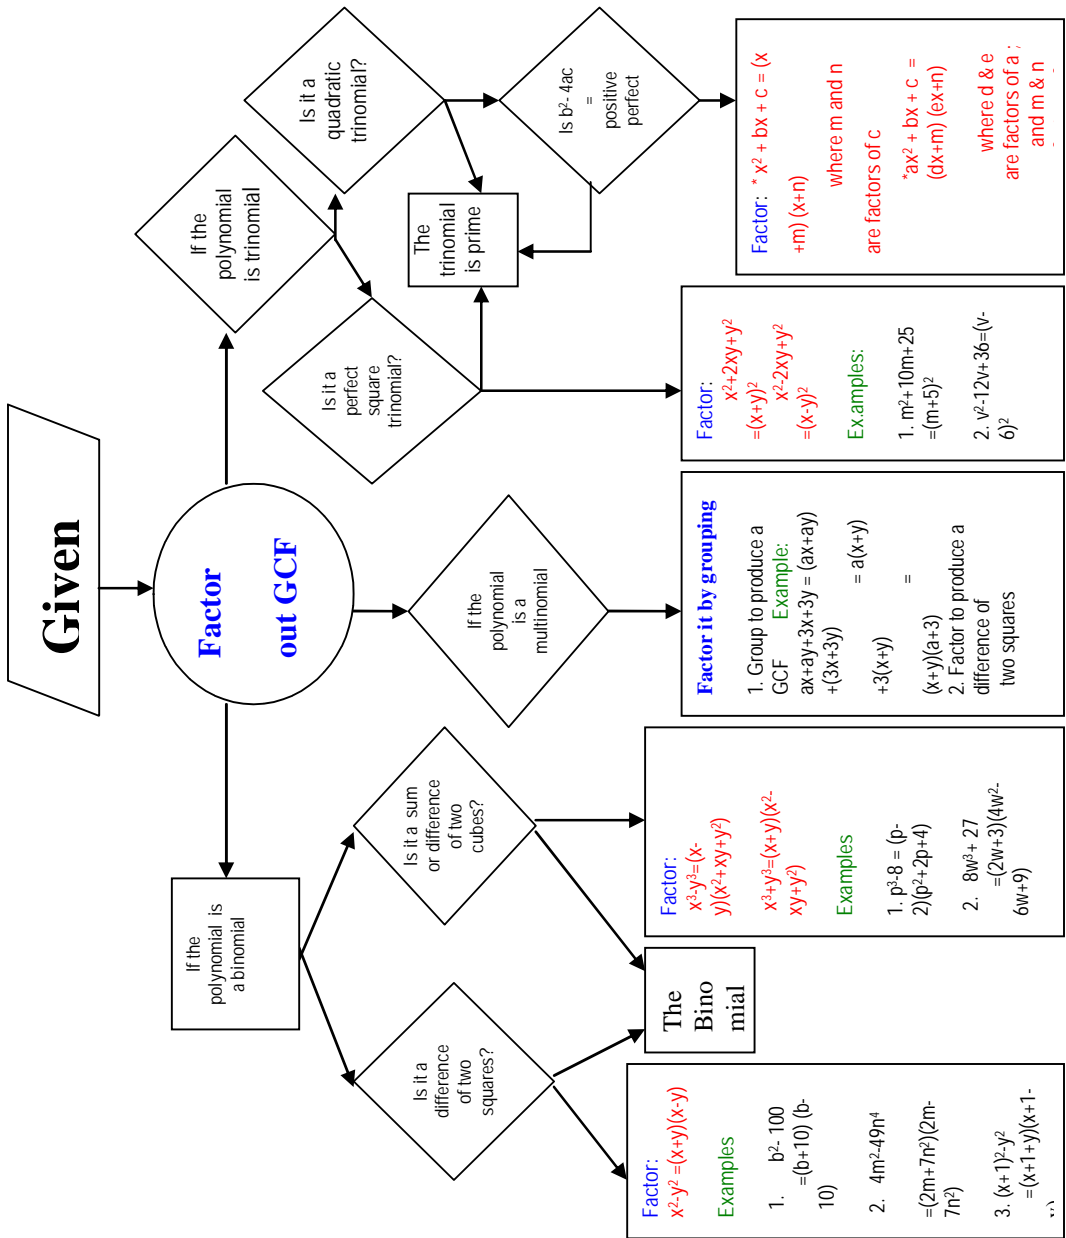 Given
Factor
out GCF
If the
polynomial is
a binomial
If the
polynomial
is a
multinomial
If the
polynomial
is trinomial
Is it a
difference
of two
squares?
Is it a sum
or difference
of two
cubes?
Is it a
perfect
square
trinomial?
Is it a
quadratic
trinomial?
The
trinomial
is prime
Is b²- 4ac
=
positive
perfect
The
Bino
mial
Factor:
x²-y² =(x+y)(x-y)
Examples
1. b²- 100
=(b+10) (b-
10)
2. 4m²-49n⁴
=(2m+7n²)(2m-
7n²)
3. (x+1)²-y²
= (x+1+y)(x+1-
Factor:
x³-y³=(x-
y)(x²+xy+y²)
x³+y³=(x+y)(x²-
xy+y²)
Examples
1. p³-8 = (p-
2)(p²+2p+4)
2. 8w³+ 27
=(2w+3)(4w²-
6w+9)
Factor it by grouping
1. Group to produce a
GCF Example:
ax+ay+3x+3y = (ax+ay)
+(3x+3y)
= a(x+y)
+3(x+y)
=
(x+y)(a+3)
2. Factor to produce a
difference of
two squares
Factor:
x²+2xy+y²
=(x+y)²
x²-2xy+y²
=(x-y)²
Ex.amples:
1. m²+10m+25
=(m+5)²
2. v²-12v+36=(v-
6)²
Factor: * x² + bx + c = (x
+m) (x+n)
where m and n
are factors of c
*ax² + bx + c =
(dx+m) (ex+n)
where d & e
are factors of a ;
and m & n